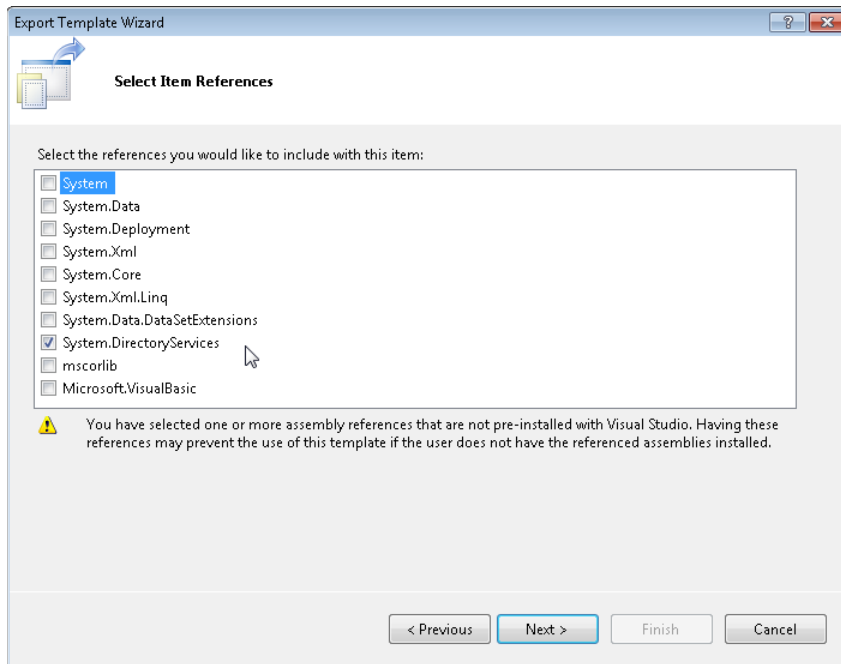 Export Template Wizard
Select Item References
Select the references you would like to include with this item:
System
System.Data
System.Deployment
System.Xml
System.Core
System.Xml.Linq
System.Data.DataSetExtensions
System.DirectoryServices
mscorlib
Microsoft.VisualBasic
You have selected one or more assembly references that are not pre-installed with Visual Studio. Having these
references may prevent the use of this template if the user does not have the referenced assemblies installed.
< Previous Next > Finish Cancel